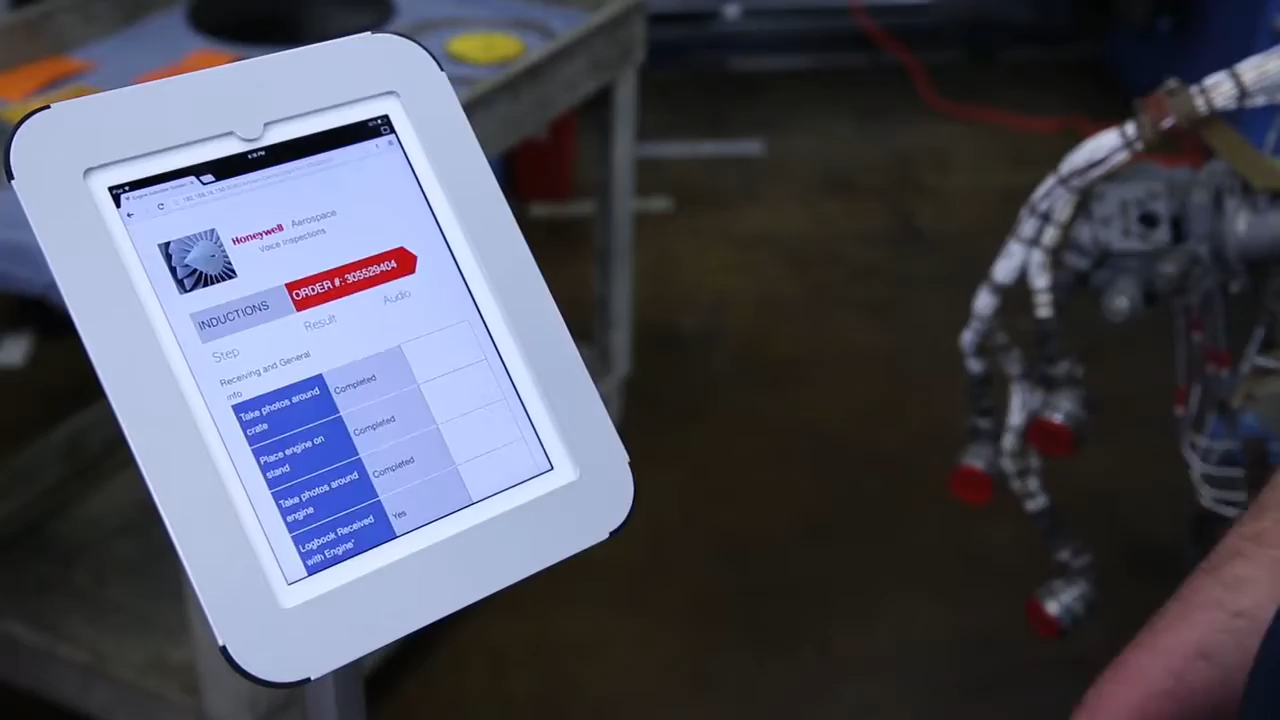 Honeywell / Aerospace
Voice Inspections
INDUCTIONS
ORDER #: 305529404
Step
Result
Audio
Receiving and General
Info
Take photos around
crate
Completed
Place engine on
stand
Completed
Take photos around
engine
Completed
Logbook Received
with Engine*
Yes